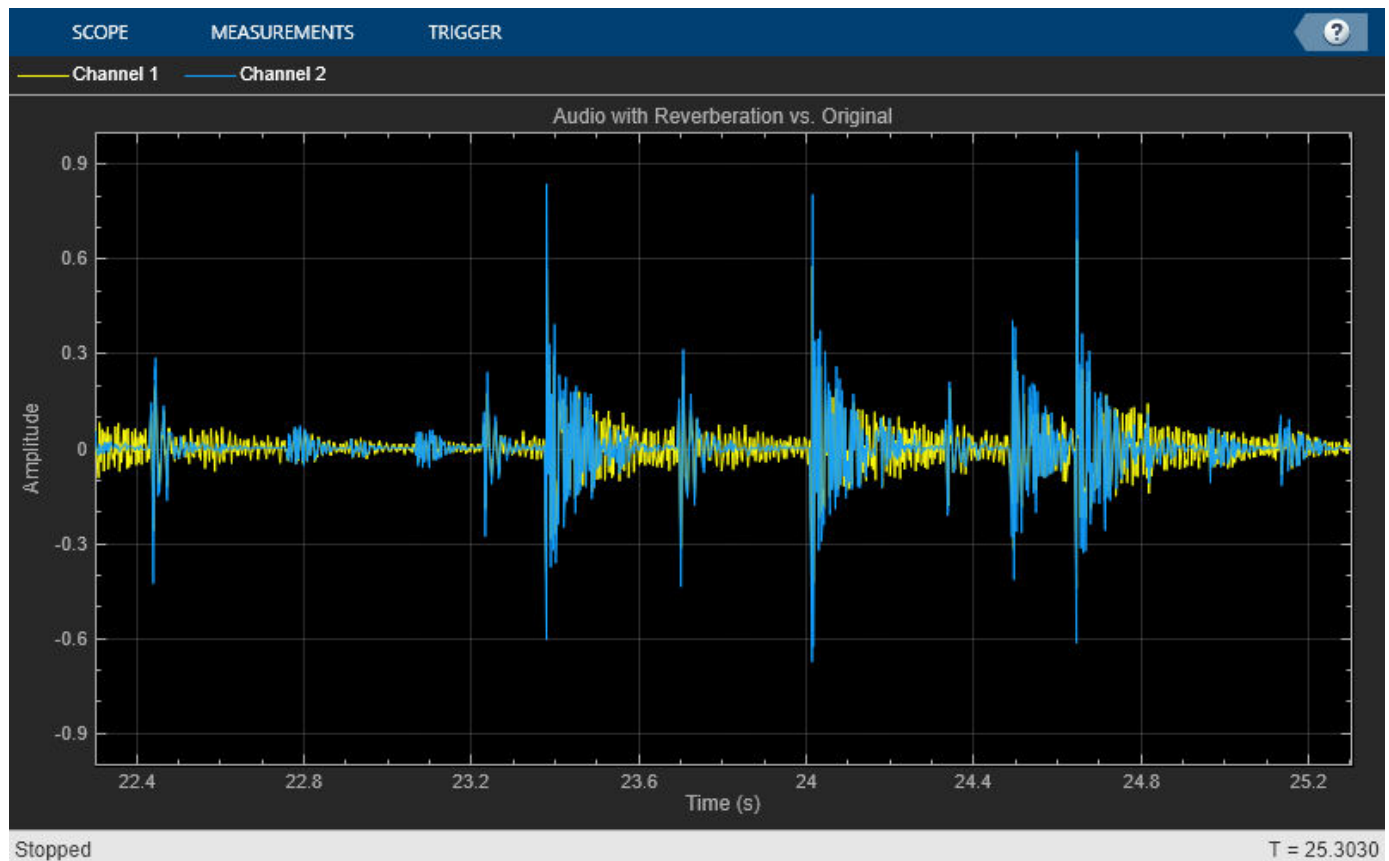 SCOPE MEASUREMENTS TRIGGER ?
Channel 1 Channel 2
Audio with Reverberation vs. Original
Amplitude
0.9
0.6
0.3
0
-0.3
-0.6
-0.9
22.4 22.8 23.2 23.6 24 24.4 24.8 25.2
Time (s)
Stopped T = 25.3030